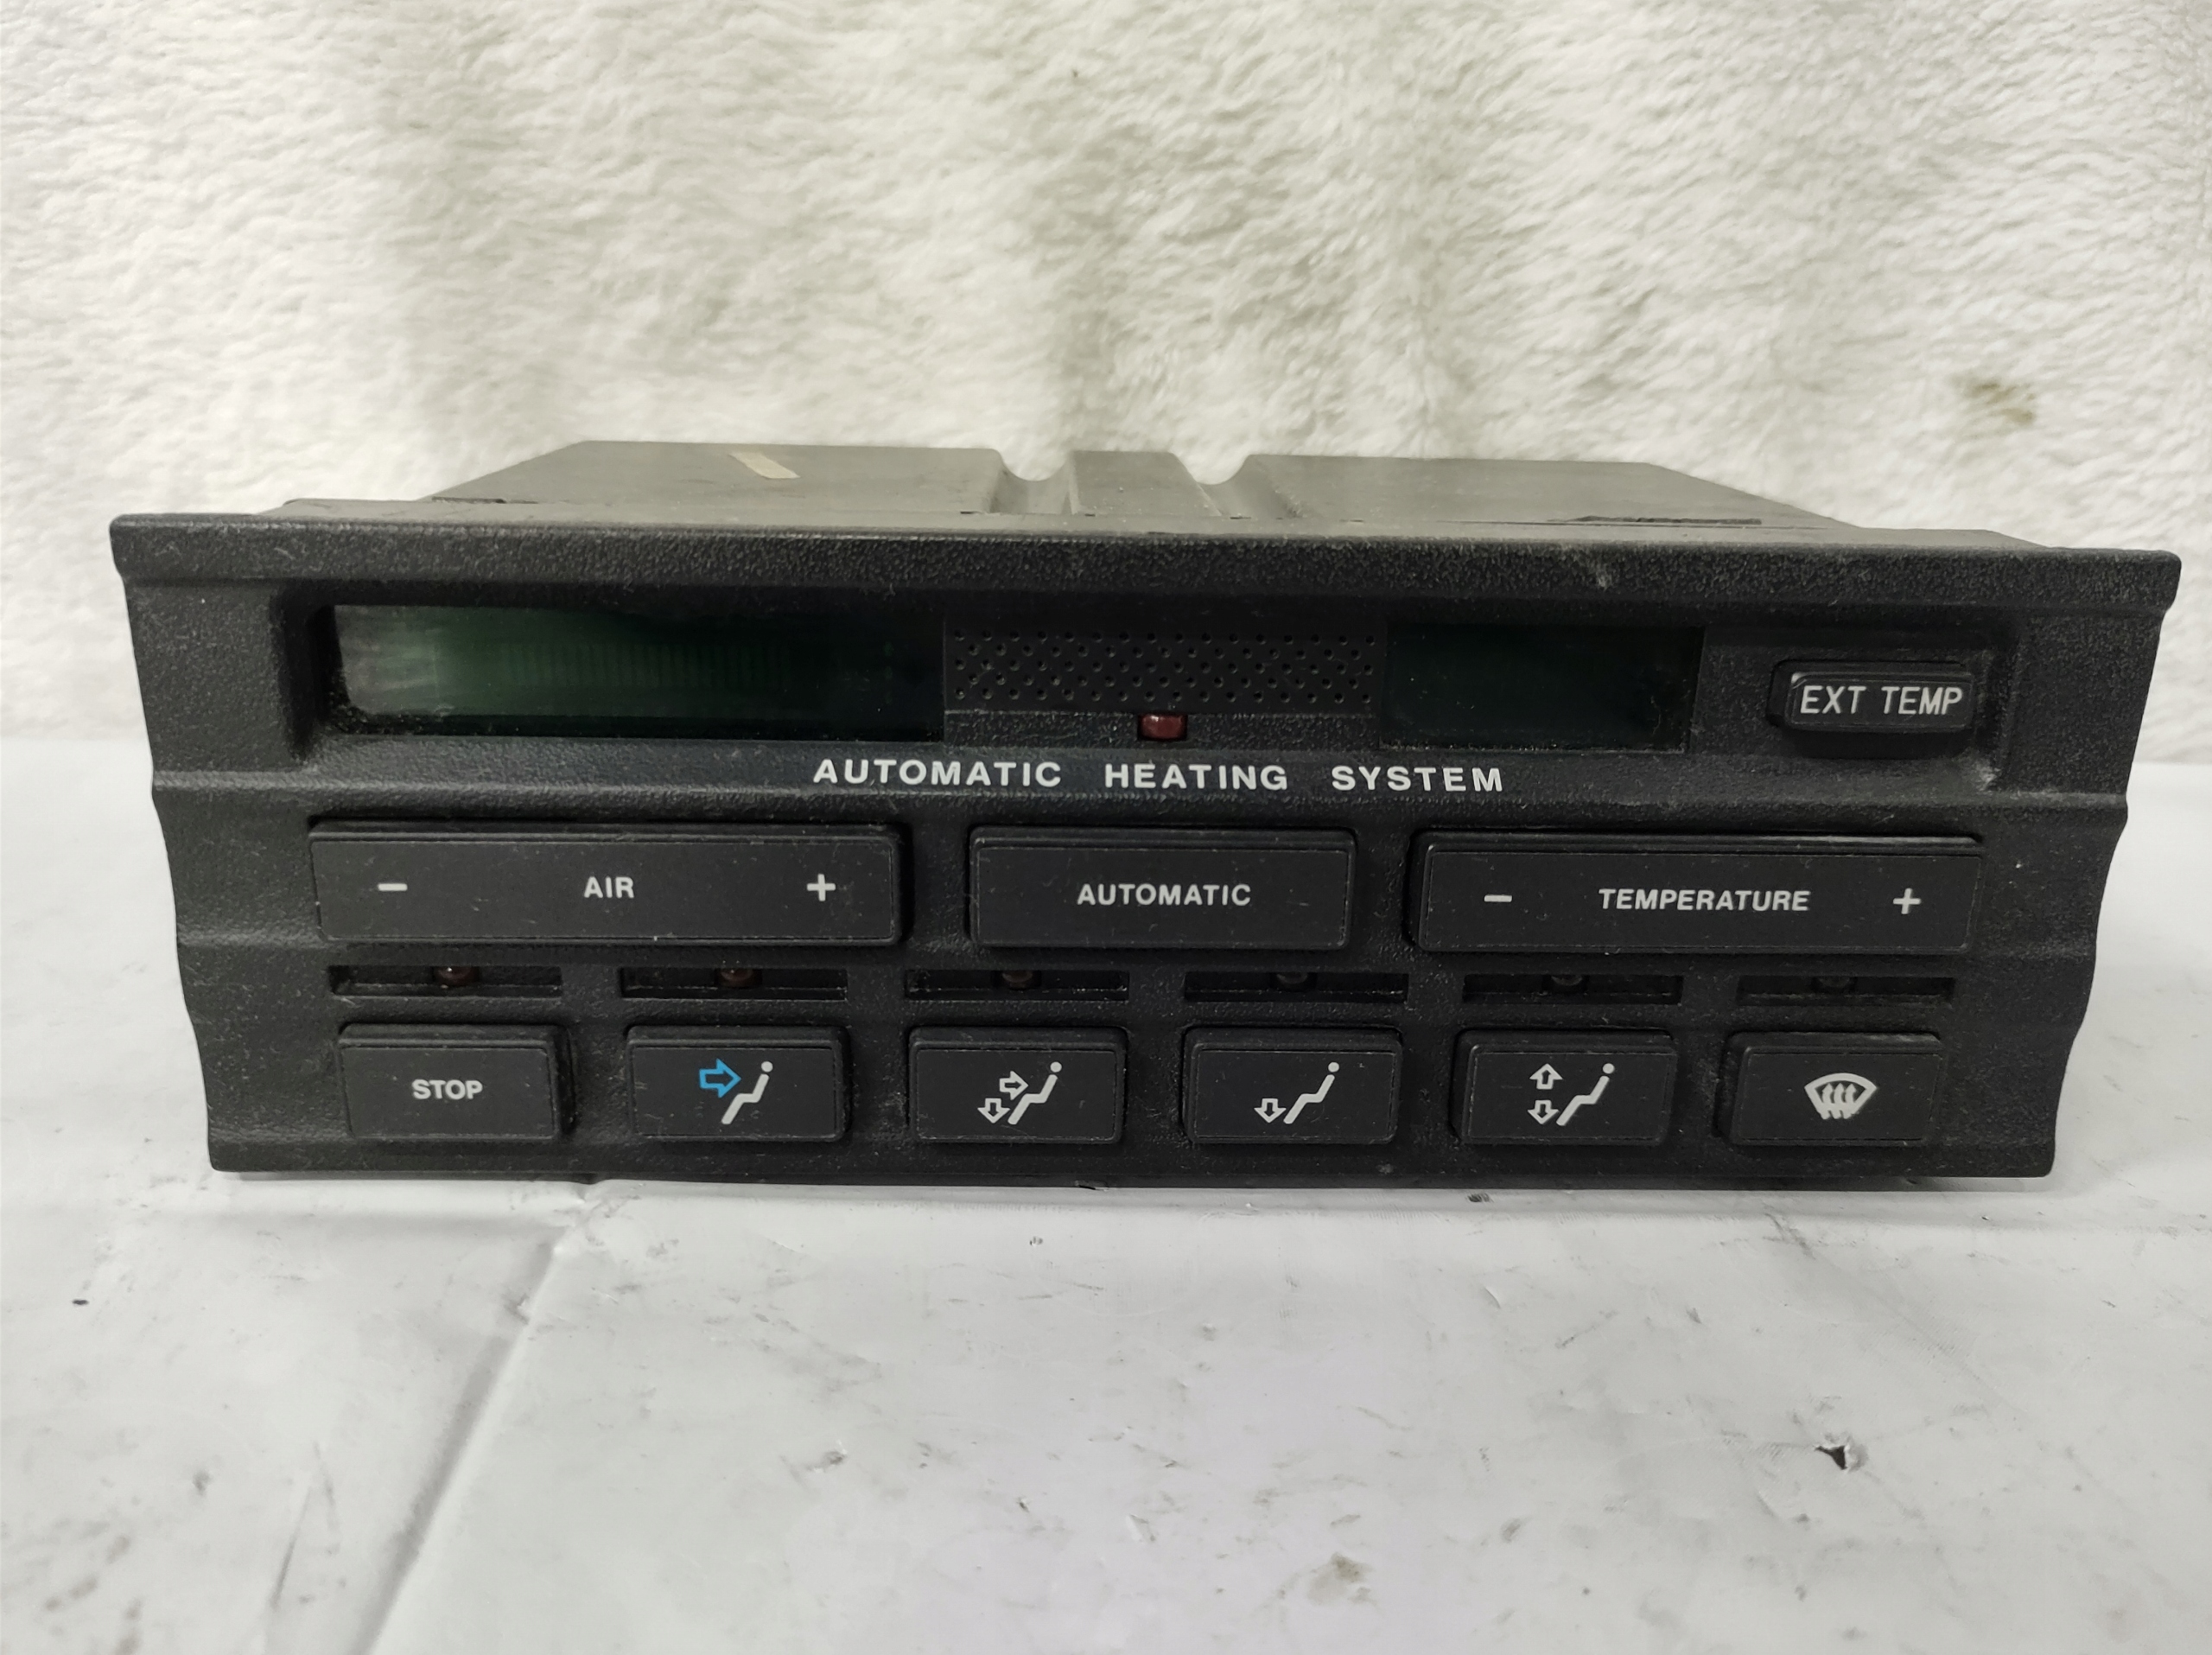 EXT TEMP
AUTOMATIC HEATING SYSTEM
- AIR +
AUTOMATIC
- TEMPERATURE +
STOP